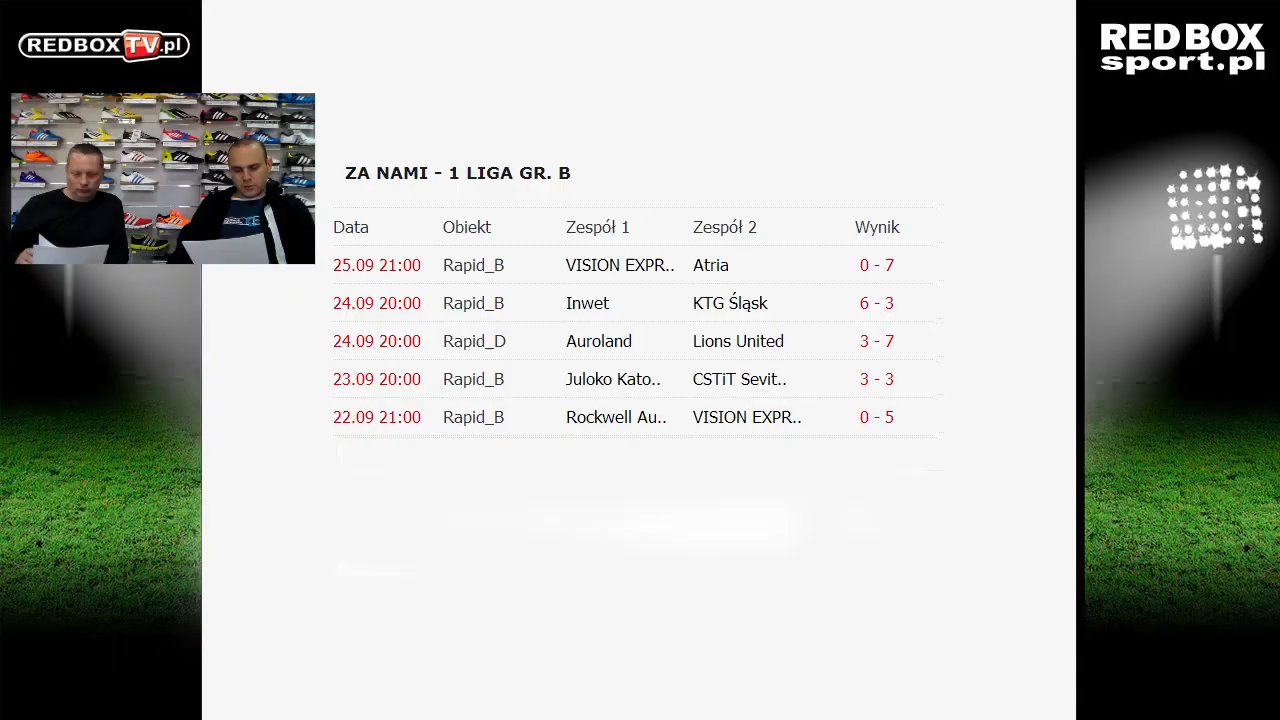 REDBOXTV.pl
RED BOX
sport.pl
ZA NAMI - 1 LIGA GR. B
Data Obiekt Zespół 1 Zespół 2 Wynik
25.09 21:00 Rapid_B VISION EXPR.. Atria 0 - 7
24.09 20:00 Rapid_B Inwet KTG Śląsk 6 - 3
24.09 20:00 Rapid_D Auroland Lions United 3 - 7
23.09 20:00 Rapid_B Juloko Kato.. CSTiT Sevit.. 3 - 3
22.09 21:00 Rapid_B Rockwell Au.. VISION EXPR.. 0 - 5